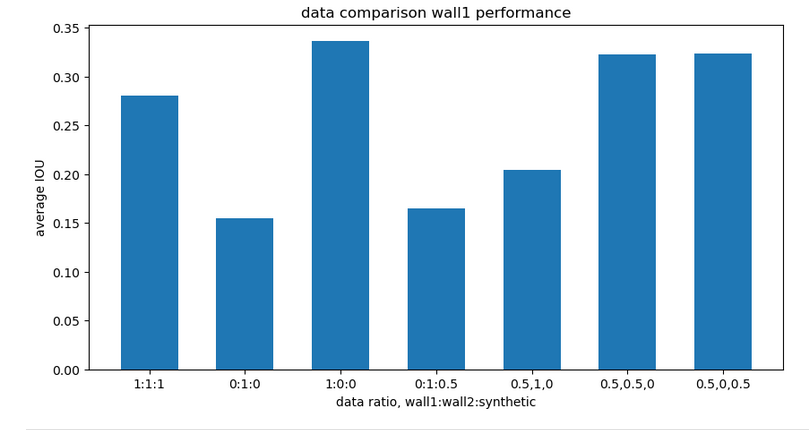 data comparison wall1 performance
0.35
0.30
0.25
0.20
0.15
0.10
0.05
0.00
average IOU
1:1:1 0:1:0 1:0:0 0:1:0.5 0.5,1,0 0.5,0.5,0 0.5,0,0.5
data ratio, wall1:wall2:synthetic